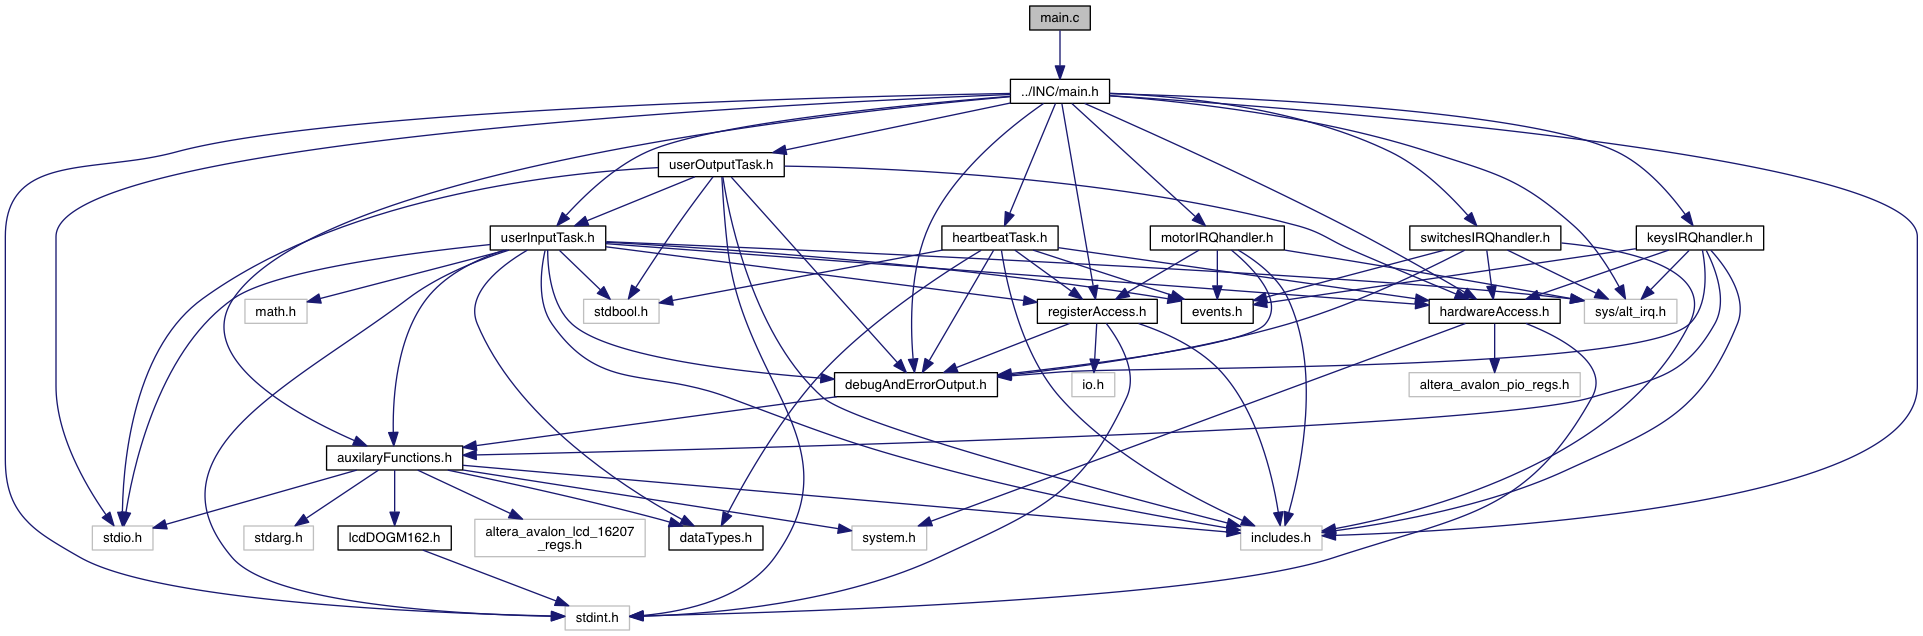 main.c
../INC/main.h
userOutputTask.h
userInputTask.h
heartbeatTask.h
motorIRQhandler.h
switchesIRQhandler.h
keysIRQhandler.h
math.h
stdbool.h
registerAccess.h
events.h
hardwareAccess.h
sys/alt_irq.h
debugAndErrorOutput.h
io.h
altera_avalon_pio_regs.h
auxilaryFunctions.h
stdio.h
stdarg.h
lcdDOGM162.h
altera_avalon_lcd_16207
_regs.h
dataTypes.h
system.h
includes.h
stdint.h